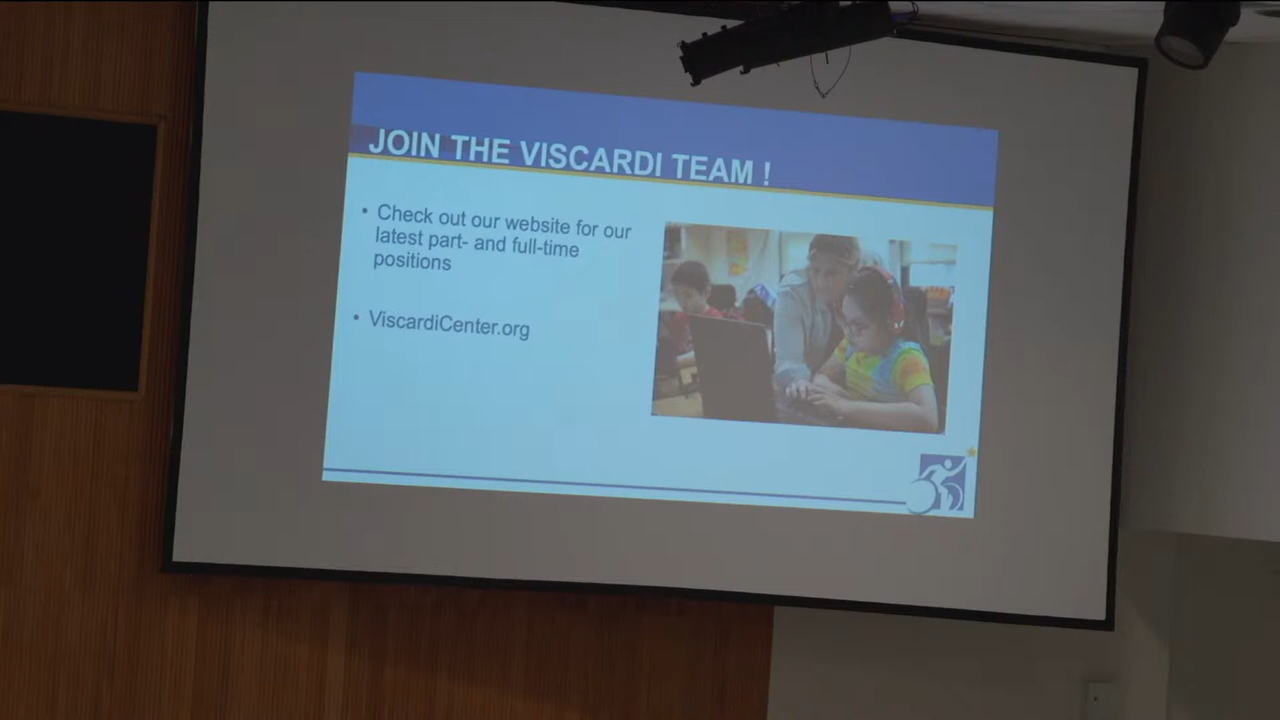 JOIN THE VISCARDI TEAM !
• Check out our website for our
latest part- and full-time
positions
• ViscardiCenter.org